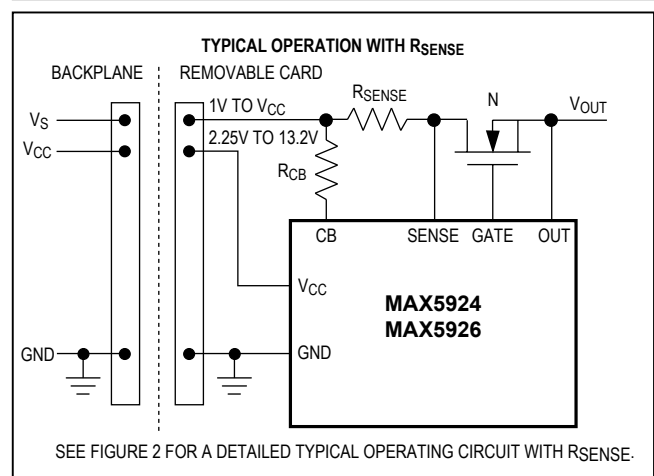 TYPICAL OPERATION WITH RSENSE
BACKPLANE REMOVABLE CARD
RSENSE N VOUT
1V TO VCC
VS
2.25V TO 13.2V
VCC
RCB
CB SENSE GATE OUT
VCC
MAX5924
MAX5926
GND GND
SEE FIGURE 2 FOR A DETAILED TYPICAL OPERATING CIRCUIT WITH RSENSE.